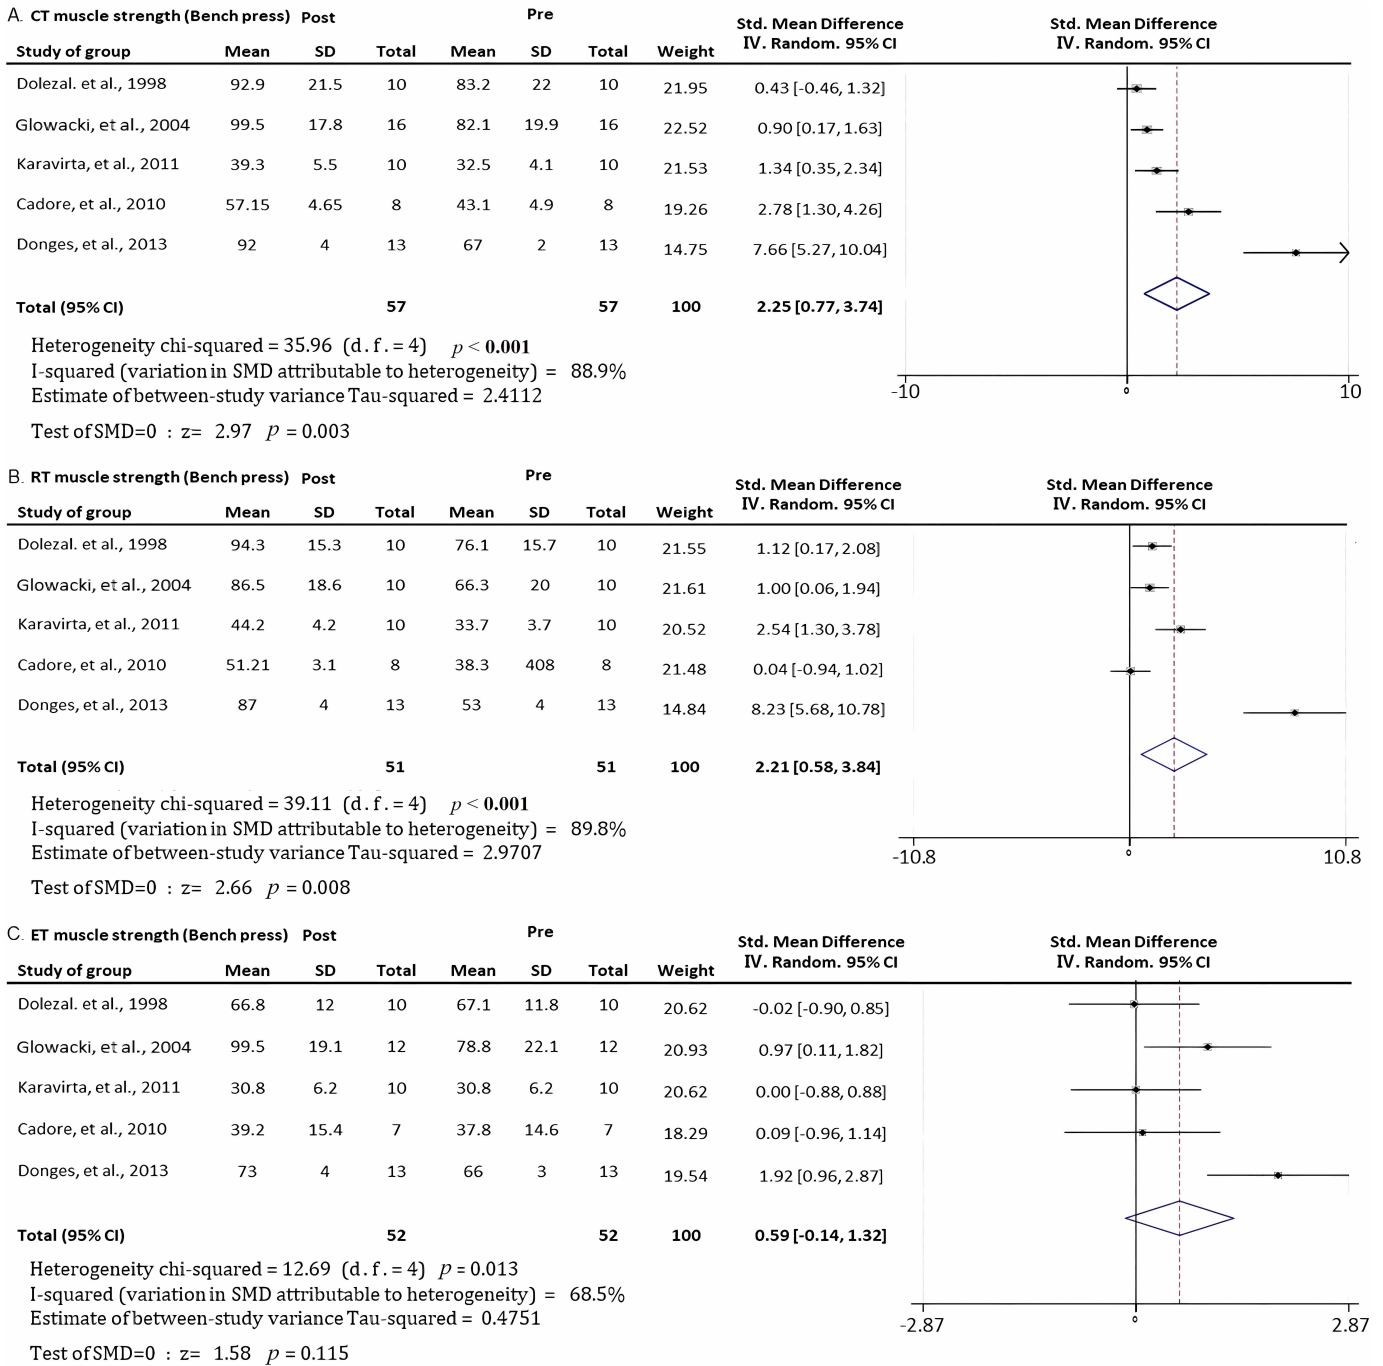 A. CT muscle strength (Bench press) Post Pre Std. Mean Difference Std. Mean Difference
Study of group Mean SD Total Mean SD Total Weight IV. Random. 95% CI IV. Random. 95% CI
Dolezal. et al., 1998 92.9 21.5 10 83.2 22 10 21.95 0.43 [-0.46, 1.32]
Glowacki, et al., 2004 99.5 17.8 16 82.1 19.9 16 22.52 0.90 [0.17, 1.63]
Karavirta, et al., 2011 39.3 5.5 10 32.5 4.1 10 21.53 1.34 [0.35, 2.34]
Cadore, et al., 2010 57.15 4.65 8 43.1 4.9 8 19.26 2.78 [1.30, 4.26]
Donges, et al., 2013 92 4 13 67 2 13 14.75 7.66 [5.27, 10.04]
Total (95% CI) 57 57 100 2.25 [0.77, 3.74]
Heterogeneity chi-squared = 35.96 (d.f. = 4) p < 0.001
I-squared (variation in SMD attributable to heterogeneity) = 88.9%
Estimate of between-study variance Tau-squared = 2.4112
-10 0 10
Test of SMD=0 : z= 2.97 p = 0.003
B. RT muscle strength (Bench press) Post Pre Std. Mean Difference Std. Mean Difference
Study of group Mean SD Total Mean SD Total Weight IV. Random. 95% CI IV. Random. 95% CI
Dolezal. et al., 1998 94.3 15.3 10 76.1 15.7 10 21.55 1.12 [0.17, 2.08]
Glowacki, et al., 2004 86.5 18.6 10 66.3 20 10 21.61 1.00 [0.06, 1.94]
Karavirta, et al., 2011 44.2 4.2 10 33.7 3.7 10 20.52 2.54 [1.30, 3.78]
Cadore, et al., 2010 51.21 3.1 8 38.3 408 8 21.48 0.04 [-0.94, 1.02]
Donges, et al., 2013 87 4 13 53 4 13 14.84 8.23 [5.68, 10.78]
Total (95% CI) 51 51 100 2.21 [0.58, 3.84]
Heterogeneity chi-squared = 39.11 (d.f. = 4) p < 0.001
I-squared (variation in SMD attributable to heterogeneity) = 89.8%
Estimate of between-study variance Tau-squared = 2.9707
-10.8 0 10.8
Test of SMD=0 : z= 2.66 p = 0.008
C. ET muscle strength (Bench press) Post Pre Std. Mean Difference Std. Mean Difference
Study of group Mean SD Total Mean SD Total Weight IV. Random. 95% CI IV. Random. 95% CI
Dolezal. et al., 1998 66.8 12 10 67.1 11.8 10 20.62 -0.02 [-0.90, 0.85]
Glowacki, et al., 2004 99.5 19.1 12 78.8 22.1 12 20.93 0.97 [0.11, 1.82]
Karavirta, et al., 2011 30.8 6.2 10 30.8 6.2 10 20.62 0.00 [-0.88, 0.88]
Cadore, et al., 2010 39.2 15.4 7 37.8 14.6 7 18.29 0.09 [-0.96, 1.14]
Donges, et al., 2013 73 4 13 66 3 13 19.54 1.92 [0.96, 2.87]
Total (95% CI) 52 52 100 0.59 [-0.14, 1.32]
Heterogeneity chi-squared = 12.69 (d.f. = 4) p = 0.013
I-squared (variation in SMD attributable to heterogeneity) = 68.5%
Estimate of between-study variance Tau-squared = 0.4751
-2.87 0 2.87
Test of SMD=0 : z= 1.58 p = 0.115